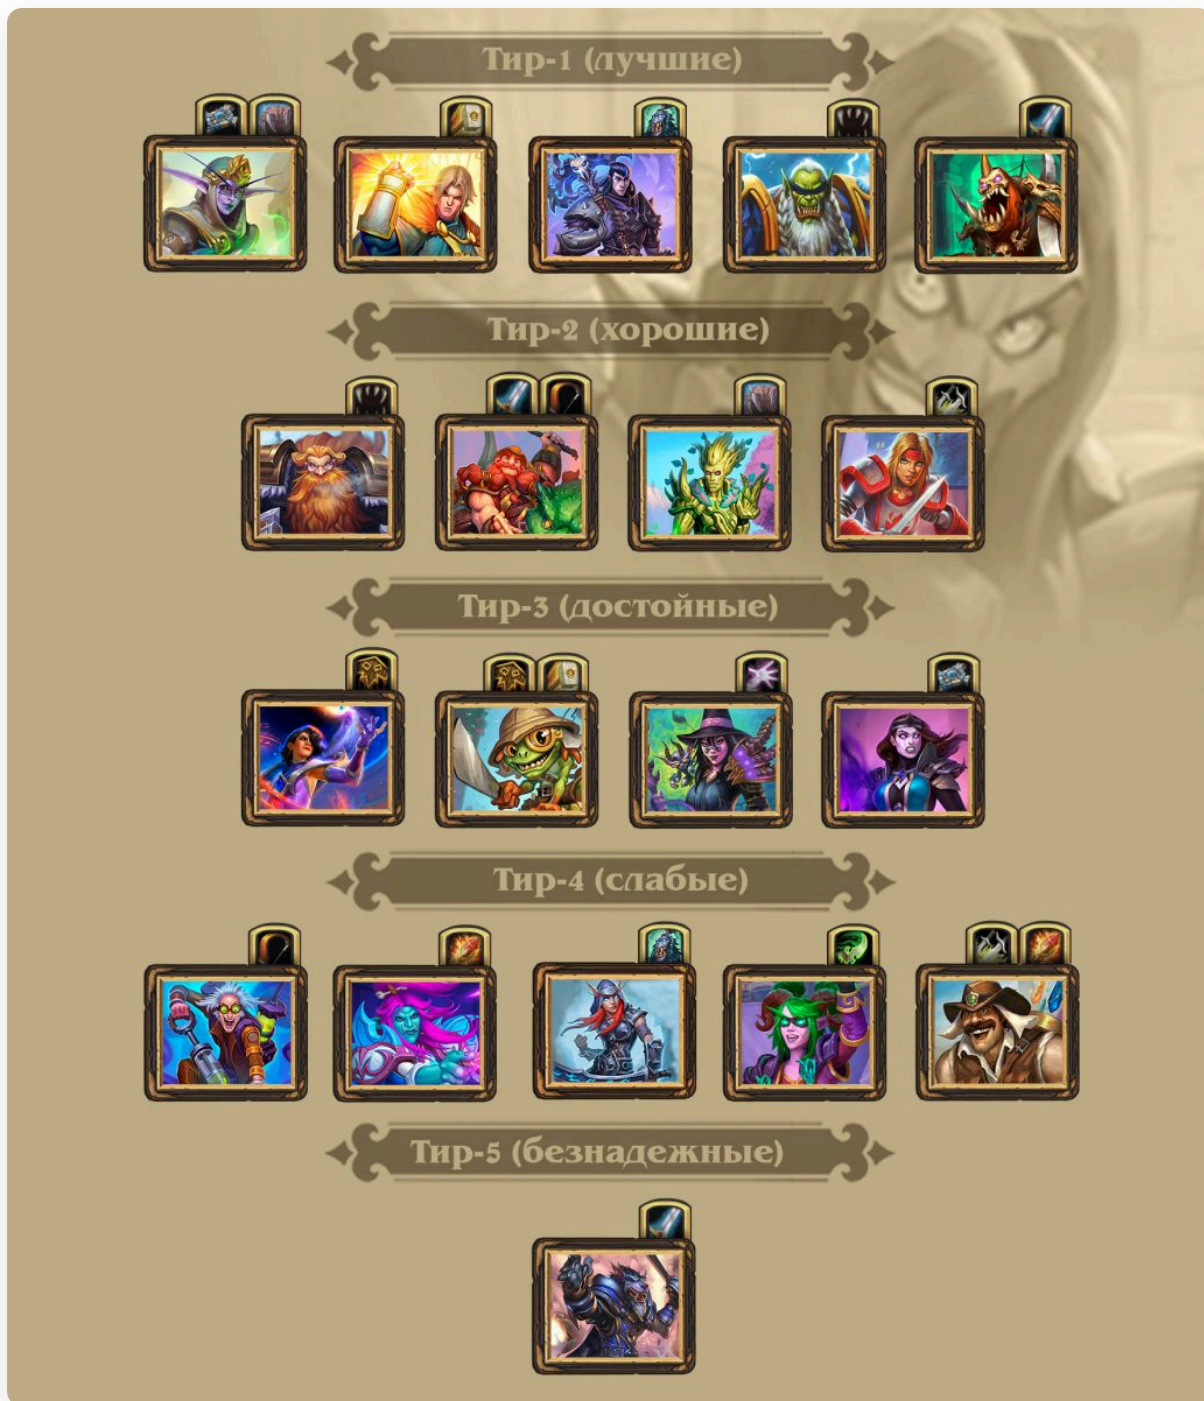 Тир-1 (лучшие)
Тир-2 (хорошие)
Тир-3 (достойные)
Тир-4 (слабые)
Тир-5 (безнадежные)